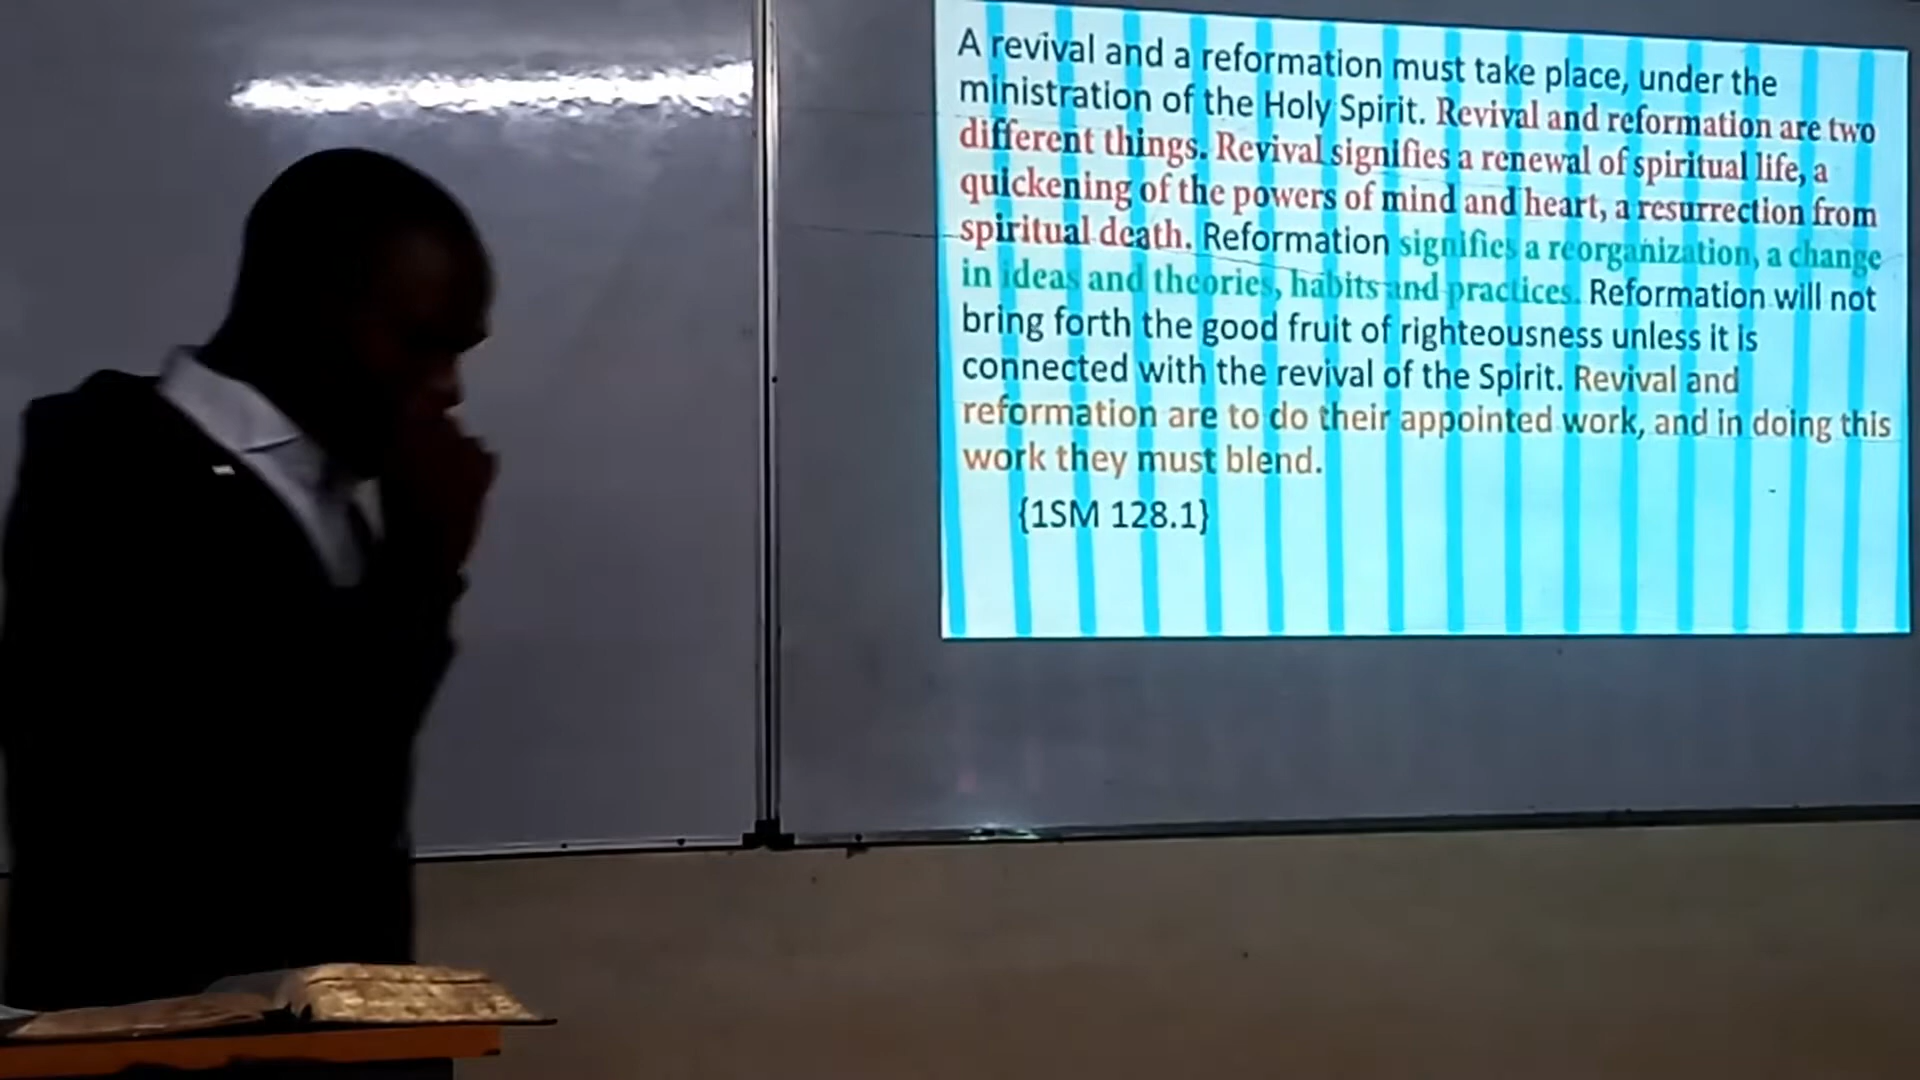 A revival and a reformation must take place, under the
ministration of the Holy Spirit. Revival and reformation are two
different things. Revival signifies a renewal of spiritual life, a
quickening of the powers of mind and heart, a resurrection from
spiritual death. Reformation signifies a reorganization, a change
in ideas and theories, habits and practices. Reformation will not
bring forth the good fruit of righteousness unless it is
connected with the revival of the Spirit. Revival and
reformation are to do their appointed work, and in doing this
work they must blend.
{1SM 128.1}